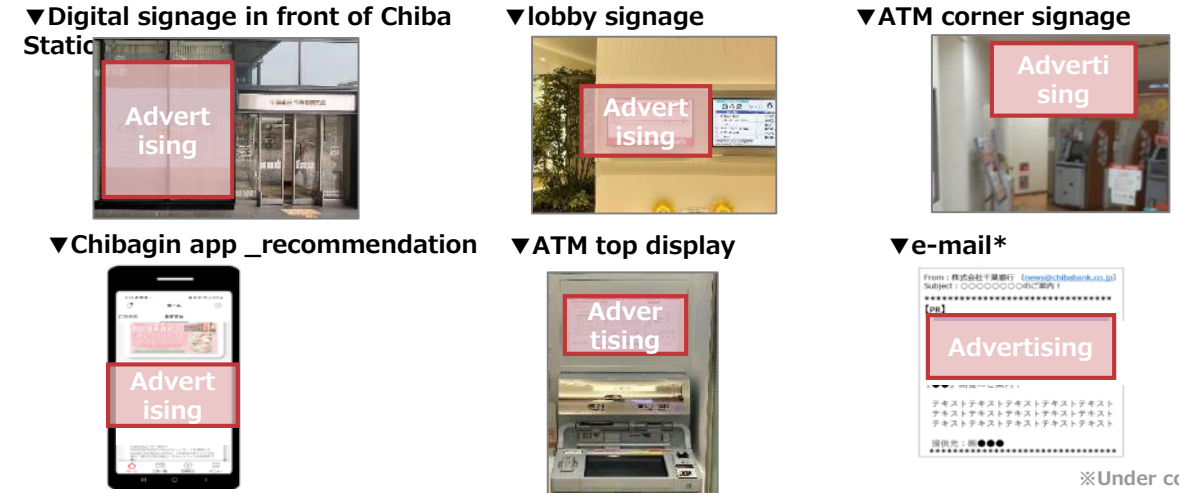 ▼Digital signage in front of Chiba
Static
Advert
ising
▼lobby signage
Advert
ising
▼ATM corner signage
Adverti
sing
▼Chibagin app _recommendation
Advert
ising
▼ATM top display
Adver
tising
▼e-mail*
From：株式会社千葉銀行 （news@chibabank.co.jp）
Subject：〇〇〇〇〇〇〇〇のご案内！
【PR】
Advertising
テキストテキストテキストテキストテキスト
テキストテキストテキストテキストテキスト
テキストテキストテキストテキストテキスト
提供元：㈱●●●
※Under co